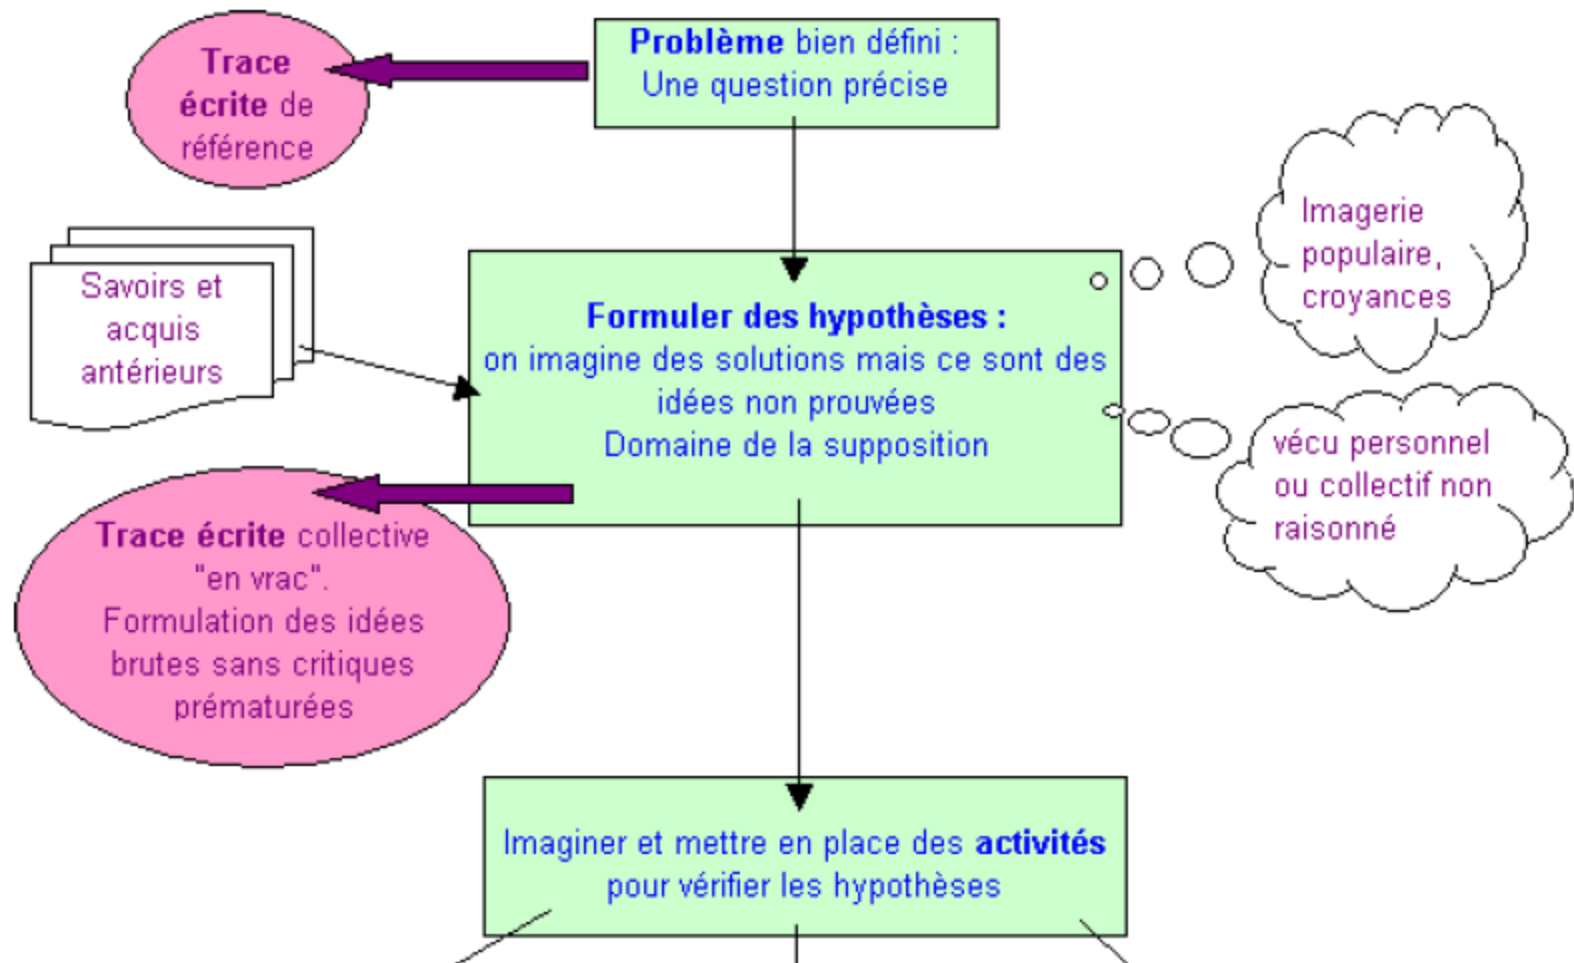 Problème bien défini :
Une question précise
Trace
écrite de
référence
Imagerie
populaire,
croyances
Savoirs et
acquis
antérieurs
Formuler des hypothèses :
on imagine des solutions mais ce sont des
idées non prouvées
Domaine de la supposition
vécu personnel
ou collectif non
raisonné
Trace écrite collective
"en vrac".
Formulation des idées
brutes sans critiques
prématurées
Imaginer et mettre en place des activités
pour vérifier les hypothèses